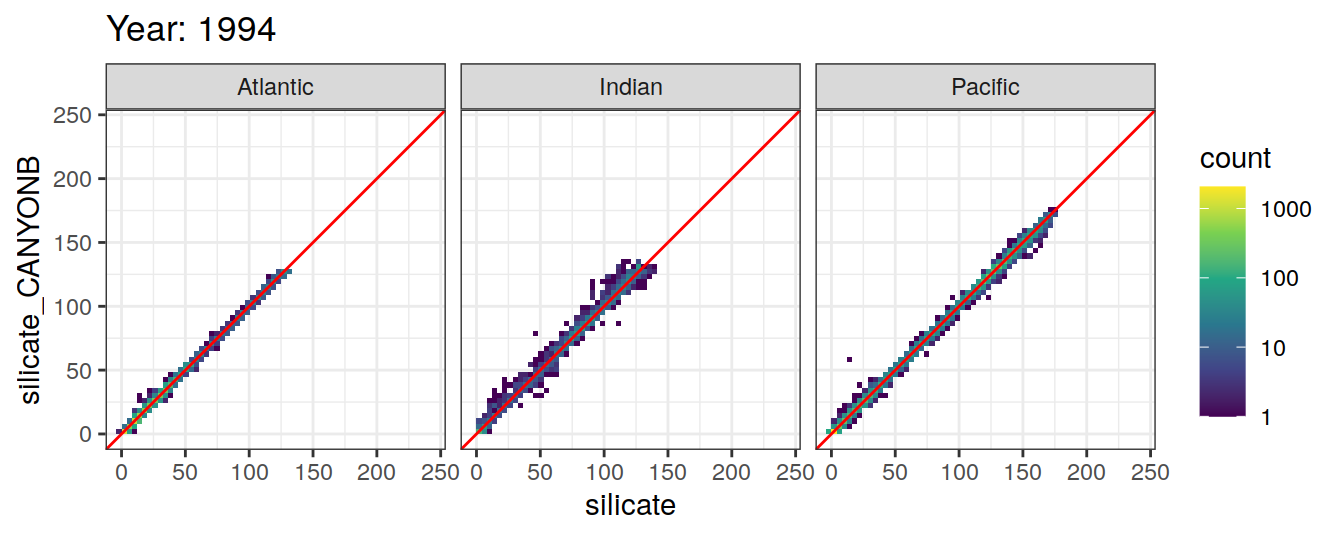 Year: 1994
Atlantic
Indian
Pacific
silicate_CANYONB
250
200
150
100
50
0
0 50 100 150 200 250
0 50 100 150 200 250
0 50 100 150 200 250
silicate
count
1000
100
10
1